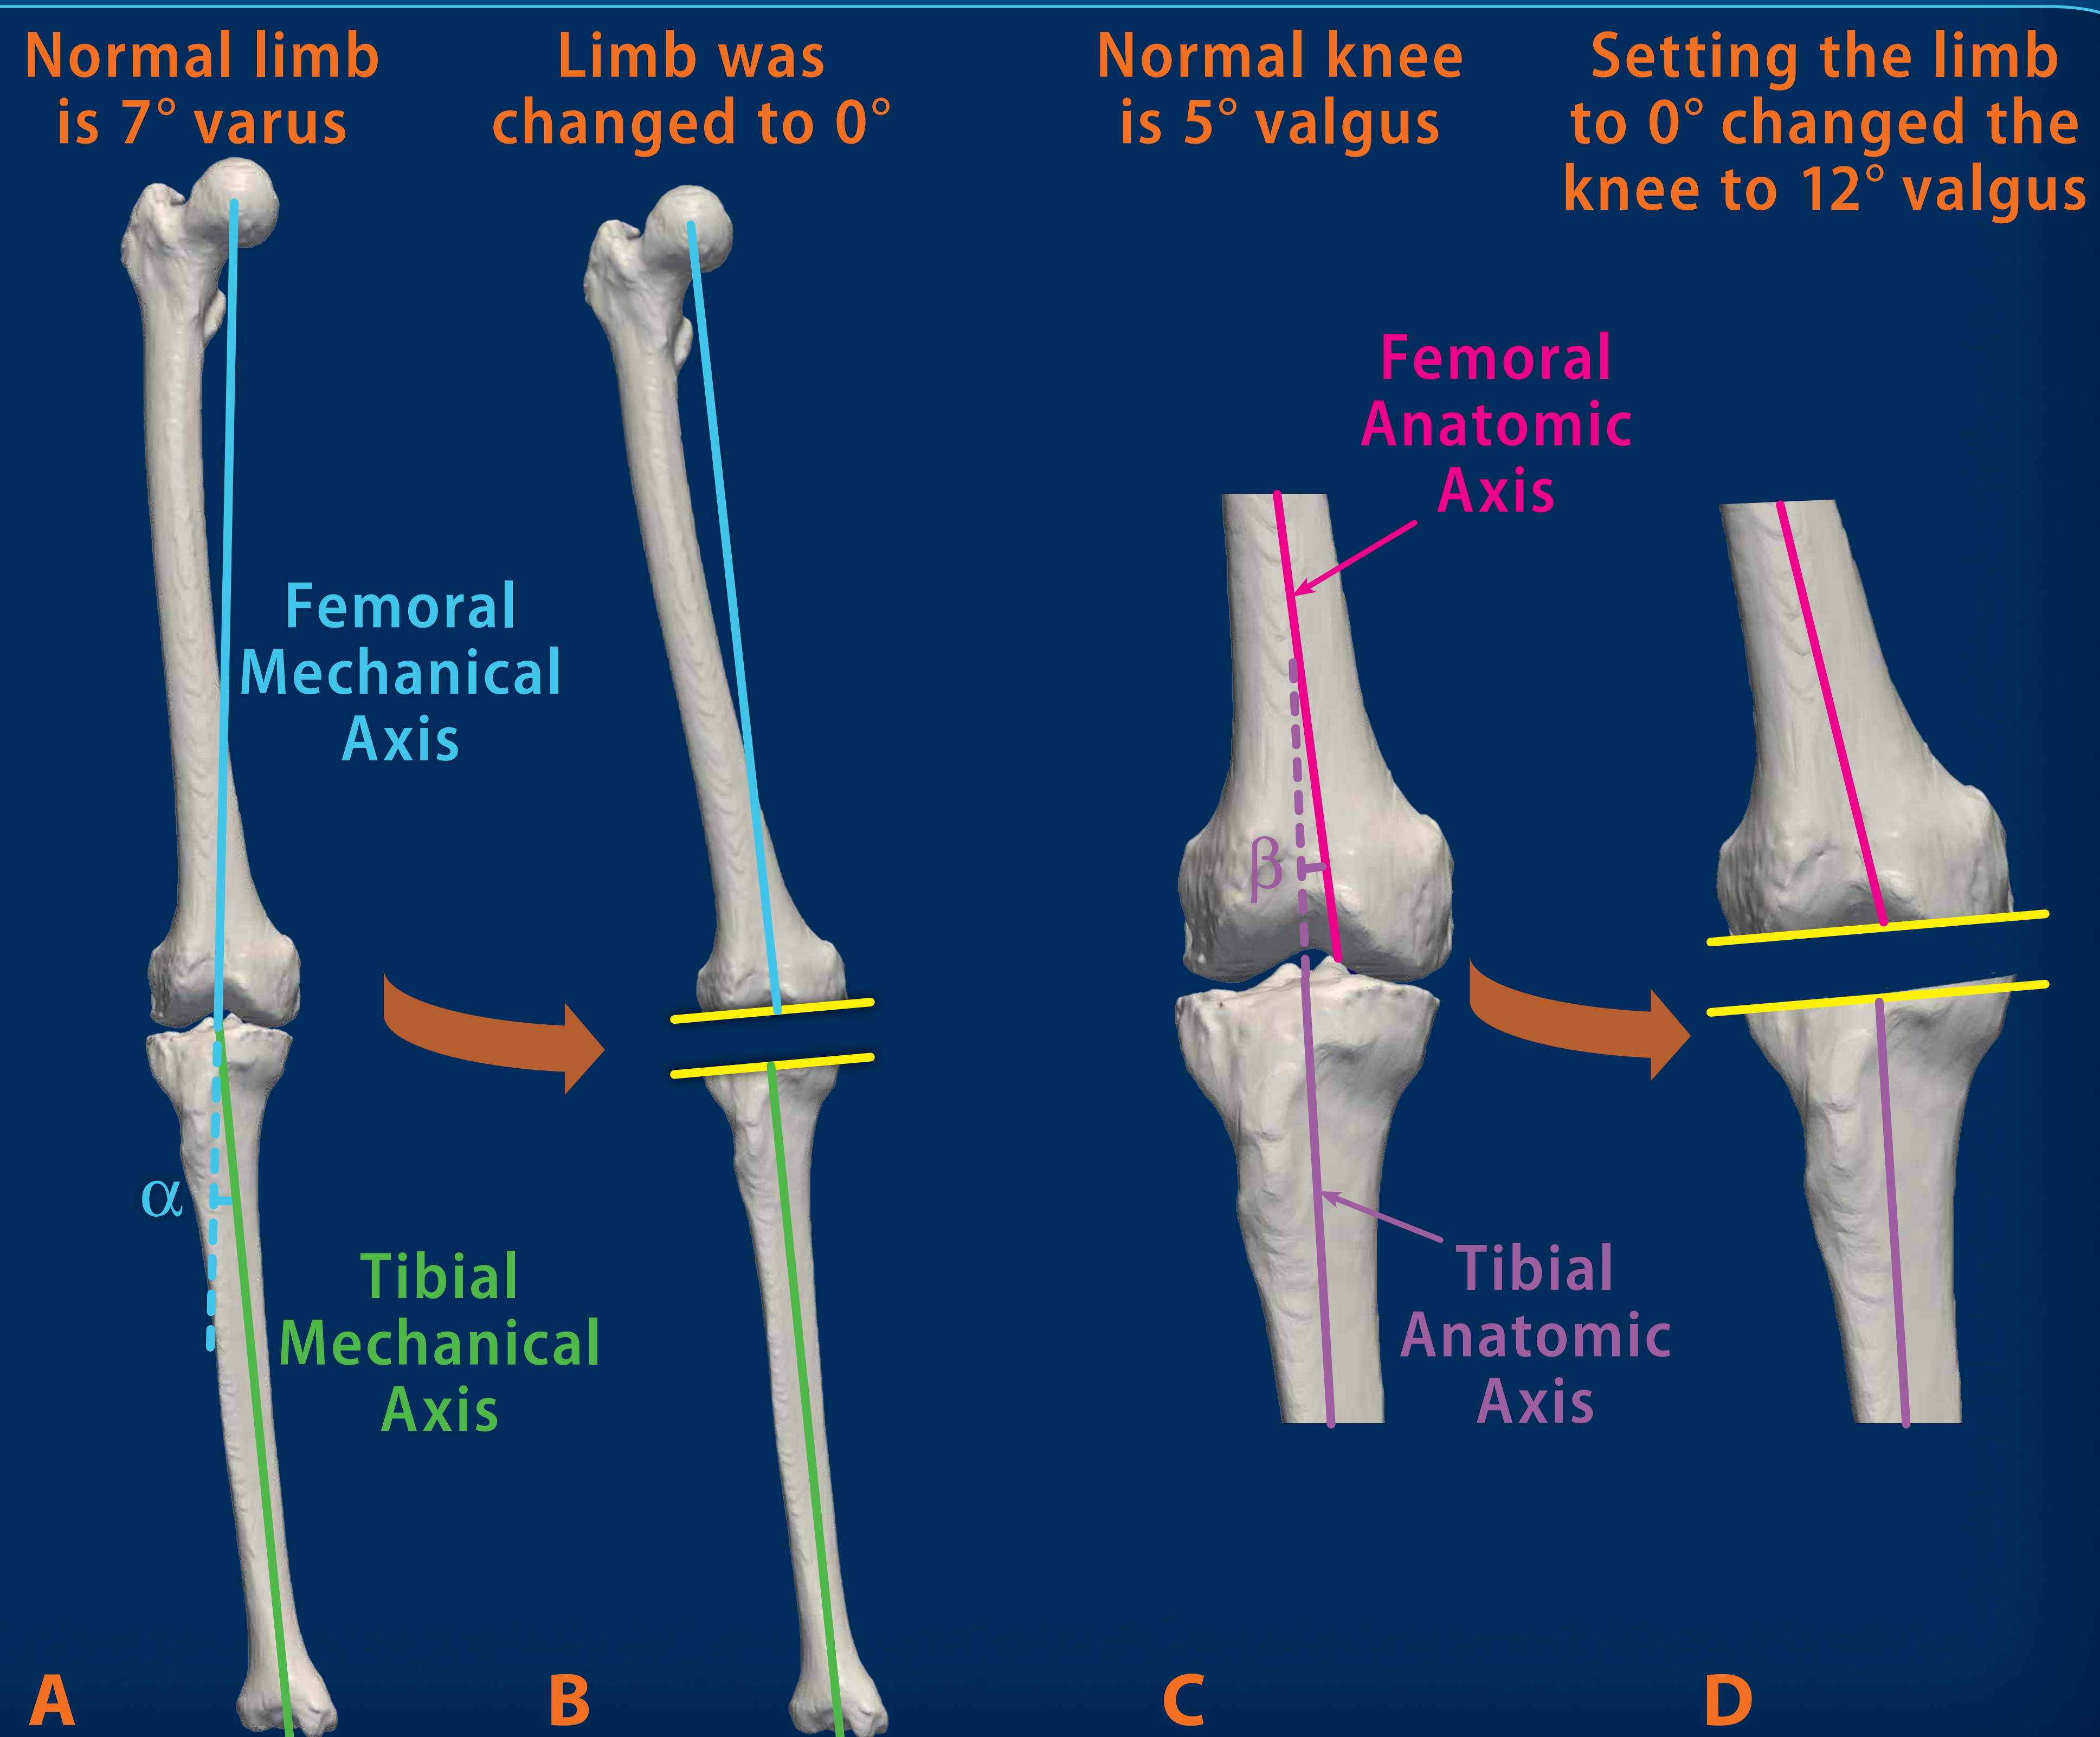 Normal limb
is 7° varus
Limb was
changed to 0°
Normal knee
is 5° valgus
Setting the limb
to 0° changed the
knee to 12° valgus
Femoral
Anatomic
Axis
Femoral
Mechanical
Axis
β
α
Tibial
Mechanical
Axis
Tibial
Anatomic
Axis
A
B
C
D